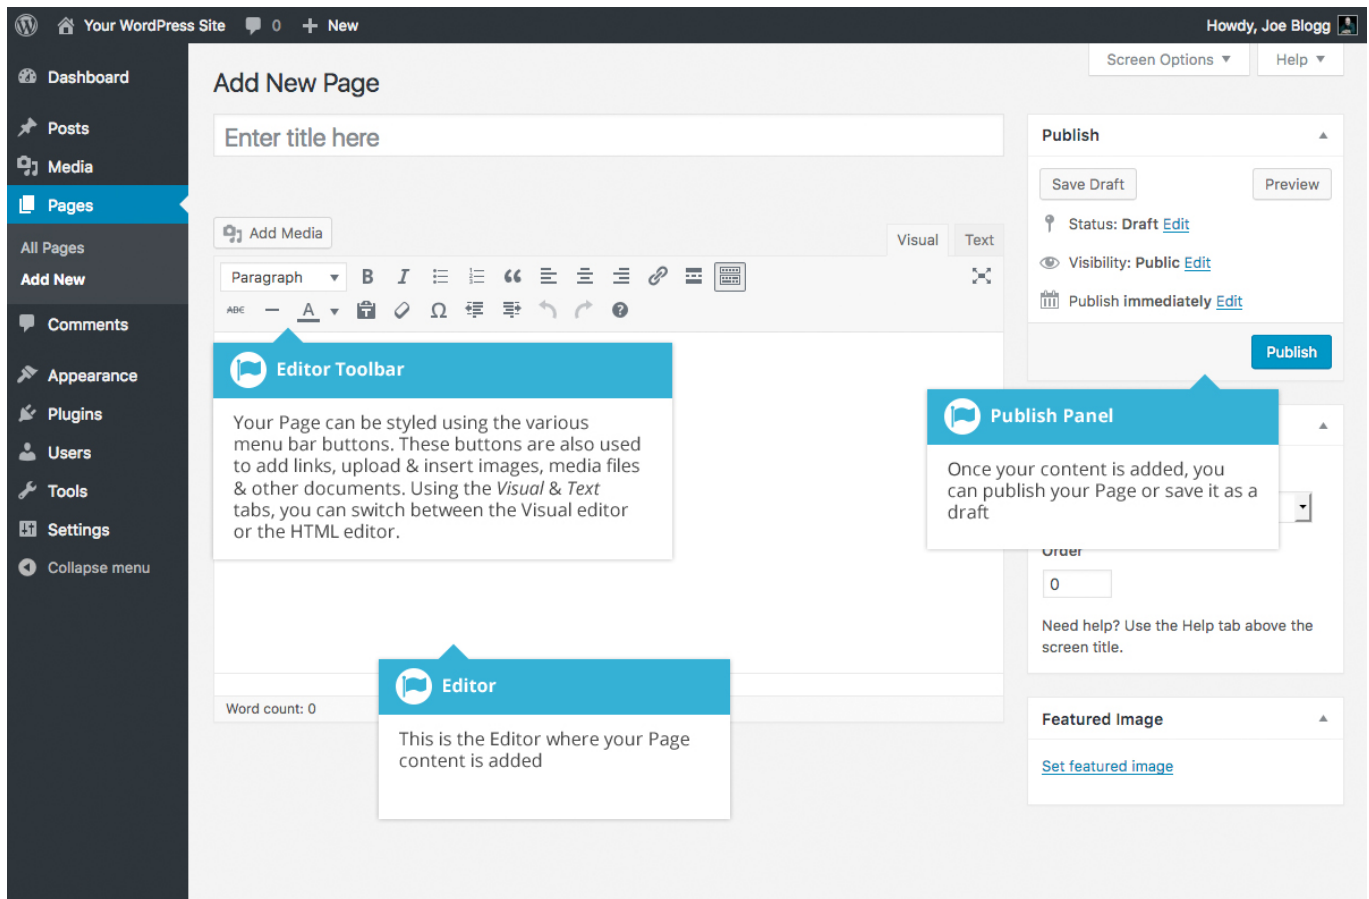 Your WordPress Site 0 New
Howdy, Joe Blogg
Screen Options Help
Dashboard
Posts
Media
Pages
All Pages
Add New
Comments
Appearance
Plugins
Users
Tools
Settings
Collapse menu
Add New Page
Enter title here
Add Media
Visual Text
Paragraph B I
ABC A Ω
Editor Toolbar
Your Page can be styled using the various
menu bar buttons. These buttons are also used
to add links, upload & insert images, media files
& other documents. Using the Visual & Text
tabs, you can switch between the Visual editor
or the HTML editor.
Word count: 0
Editor
This is the Editor where your Page
content is added
Publish
Save Draft Preview
Status: Draft Edit
Visibility: Public Edit
Publish immediately Edit
Publish
Publish Panel
Once your content is added, you
can publish your Page or save it as a
draft
Order
0
Need help? Use the Help tab above the
screen title.
Featured Image
Set featured image